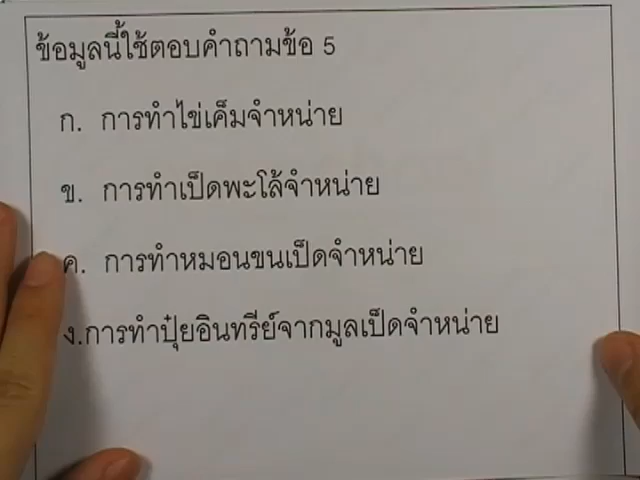 ข้อมูลนี้ใช้ตอบคำถามข้อ 5
ก. การทำไข่เค็มจำหน่าย
ข. การทำเป็ดพะโล้จำหน่าย
ค. การทำหมอนขนเป็ดจำหน่าย
ง.การทำปุ๋ยอินทรีย์จากมูลเป็ดจำหน่าย